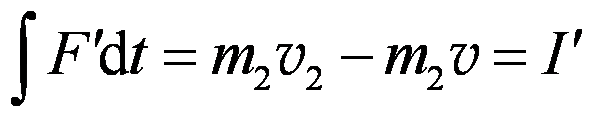 ∫ F′dt = m₂v₂ − m₂v = I′